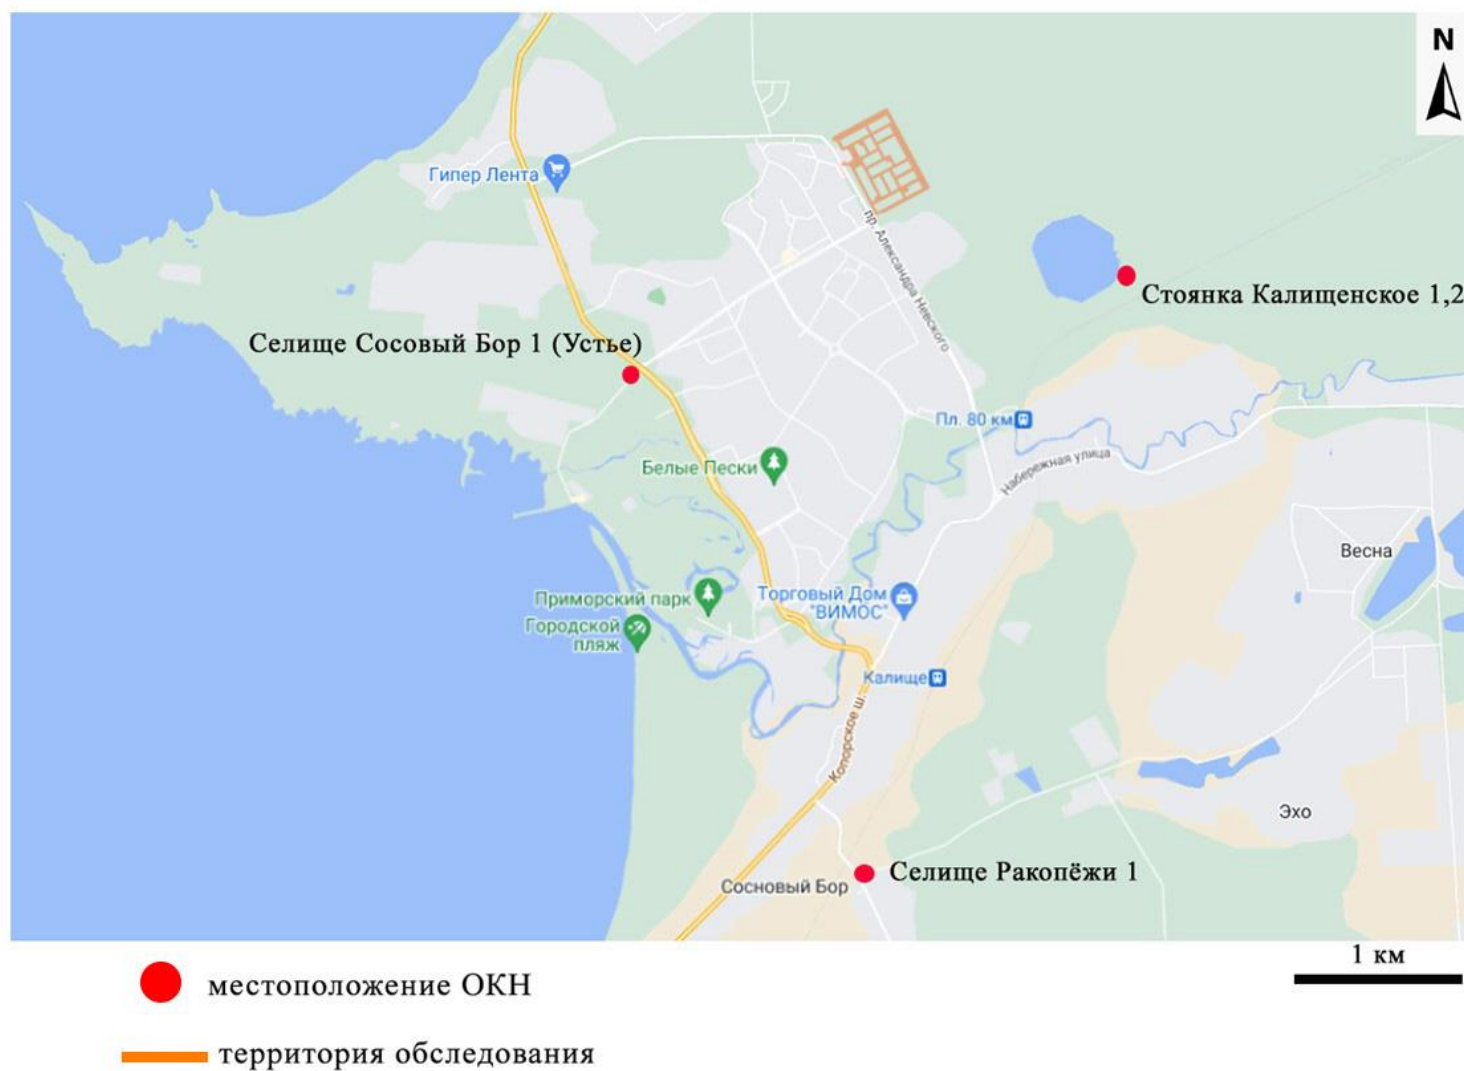 N
Гипер Лента
пр. Александра Невского
Стоянка Калищенское 1,2
Селище Сосовый Бор 1 (Устье)
Пл. 80 км
Набережная улица
Белые Пески
Весна
Приморский парк
Торговый Дом
"ВИМОС"
Городской
пляж
Калище
Копорское ш.
Эхо
Селище Ракопёжи 1
Сосновый Бор
1 км
местоположение ОКН
территория обследования